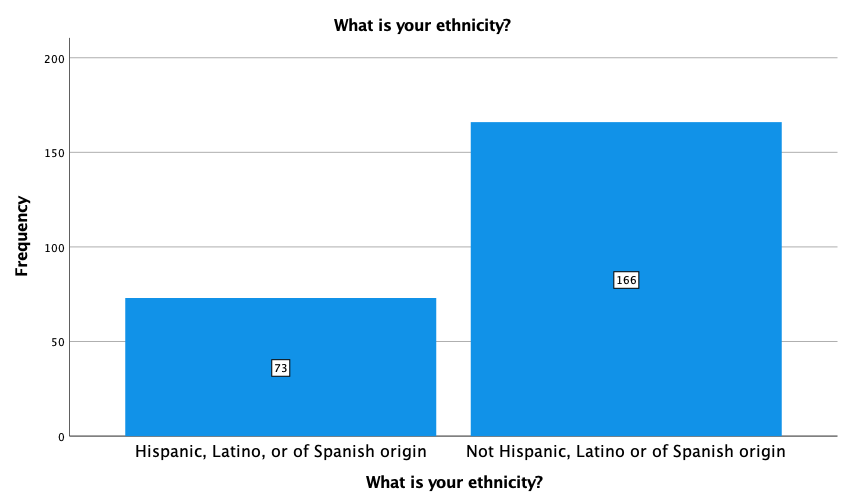 What is your ethnicity?
200
150
100
50
0
Frequency
73
166
Hispanic, Latino, or of Spanish origin
Not Hispanic, Latino or of Spanish origin
What is your ethnicity?